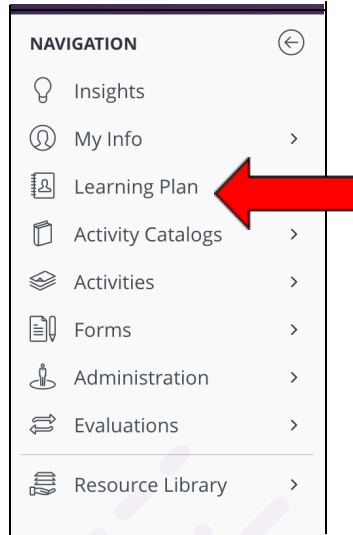 NAVIGATION
Insights
My Info
Learning Plan
Activity Catalogs
Activities
Forms
Administration
Evaluations
Resource Library